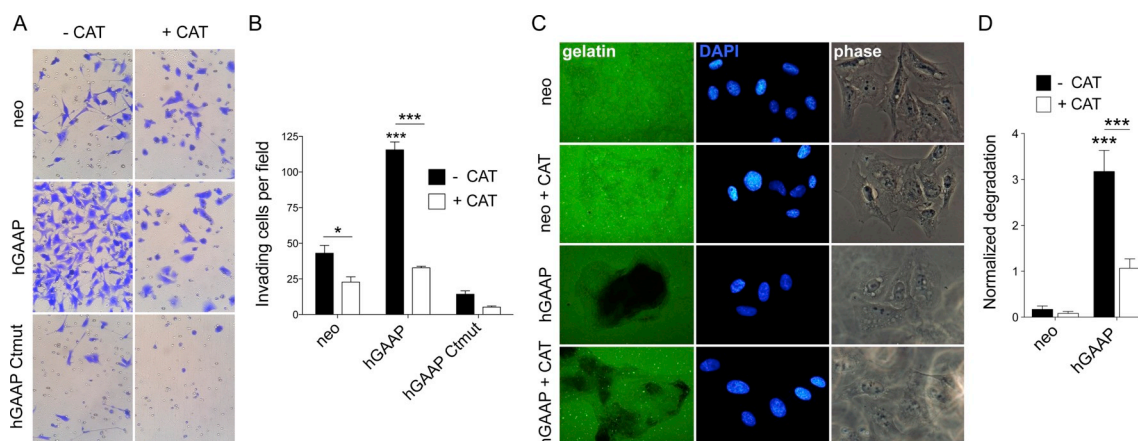 A
- CAT
+ CAT
neo
hGAAP
hGAAP Ctmut
B
Invading cells per field
125
100
75
50
25
0
***
***
*
- CAT
+ CAT
neo
hGAAP
hGAAP Ctmut
C
gelatin
DAPI
phase
neo
neo + CAT
hGAAP
hGAAP + CAT
D
- CAT
+ CAT
Normalized degradation
4
3
2
1
0
***
***
neo
hGAAP